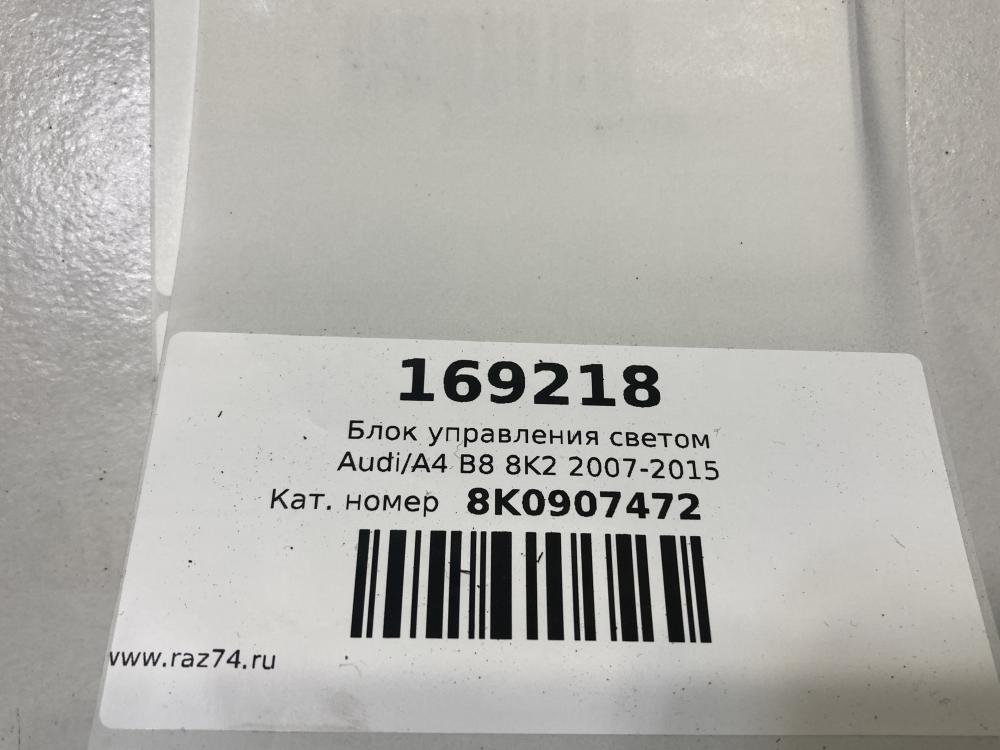 169218
Блок управления светом
Audi/A4 B8 8K2 2007-2015
Кат. номер 8K0907472
www.raz74.ru